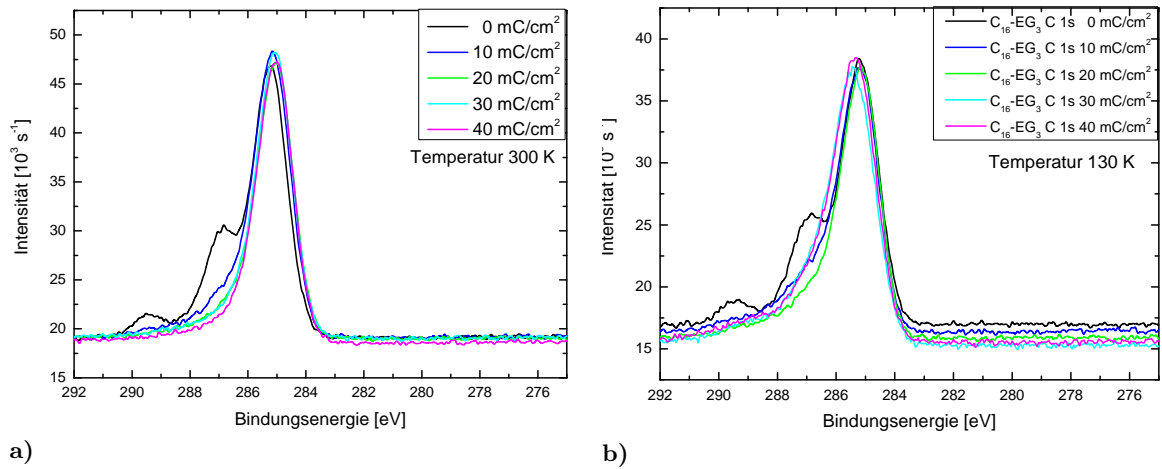 0 mC/cm²
10 mC/cm²
20 mC/cm²
30 mC/cm²
40 mC/cm²
Temperatur 300 K
Intensität [10³ s⁻¹]
50
45
40
35
30
25
20
15
292 290 288 286 284 282 280 278 276
Bindungsenergie [eV]
a)
C₁₆-EG₃ C 1s 0 mC/cm²
C₁₆-EG₃ C 1s 10 mC/cm²
C₁₆-EG₃ C 1s 20 mC/cm²
C₁₆-EG₃ C 1s 30 mC/cm²
C₁₆-EG₃ C 1s 40 mC/cm²
Temperatur 130 K
Intensitat
40
35
30
25
20
15
292 290 288 286 284 282 280 278 276
Bindungsenergie [eV]
b)